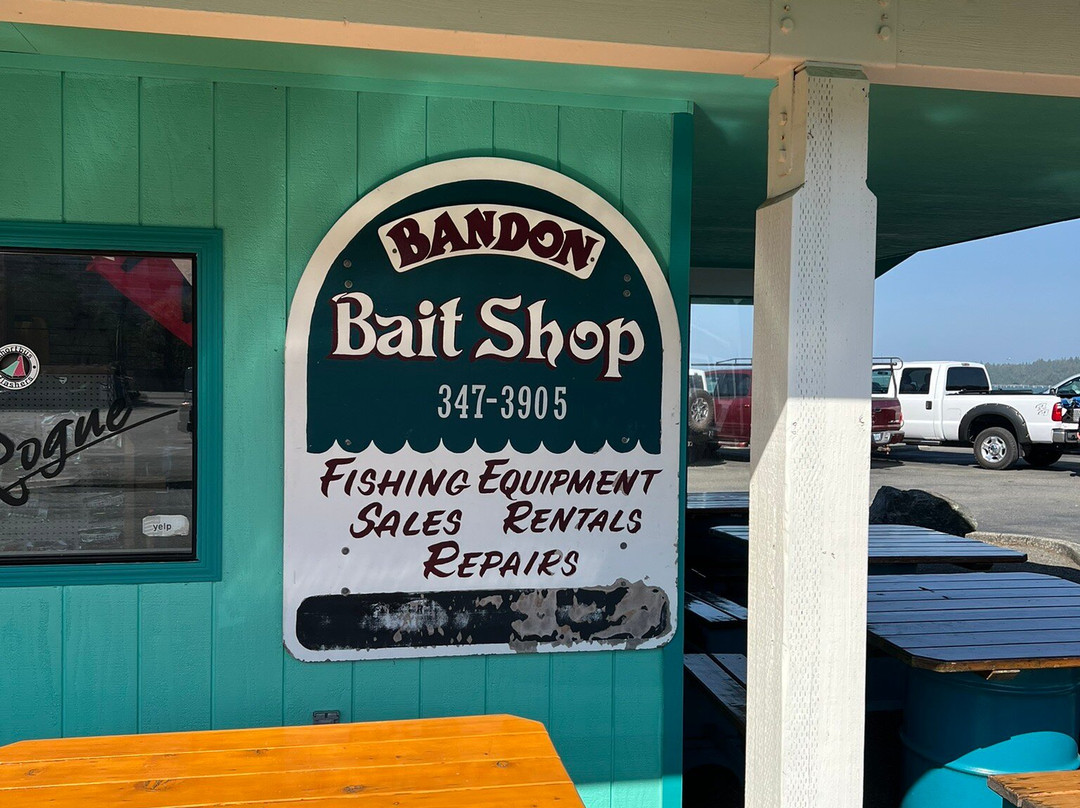 BANDON
Bait Shop
347-3905
FISHING EQUIPMENT
SALES RENTALS
REPAIRS
Rogue
yelp